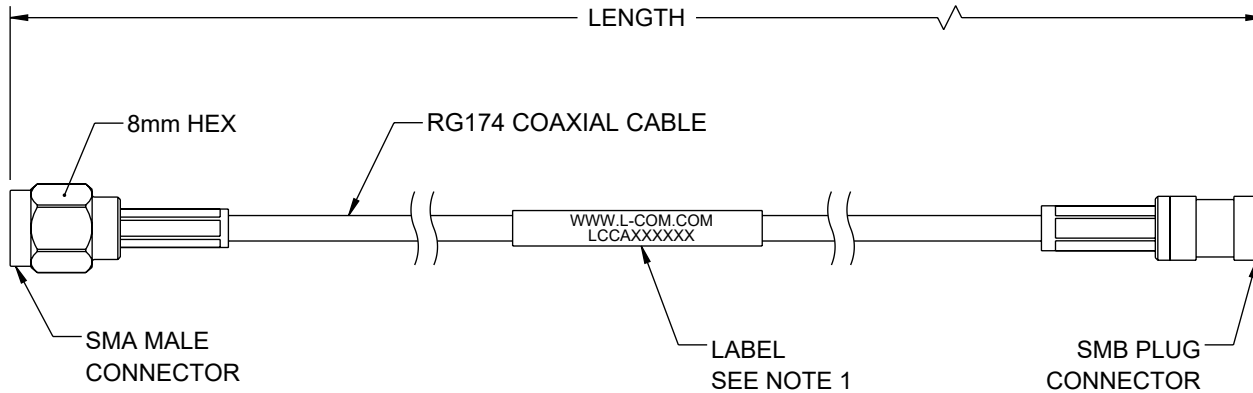 LENGTH
8mm HEX
RG174 COAXIAL CABLE
WWW.L-COM.COM
LCCAXXXXXX
SMA MALE
CONNECTOR
LABEL
SEE NOTE 1
SMB PLUG
CONNECTOR